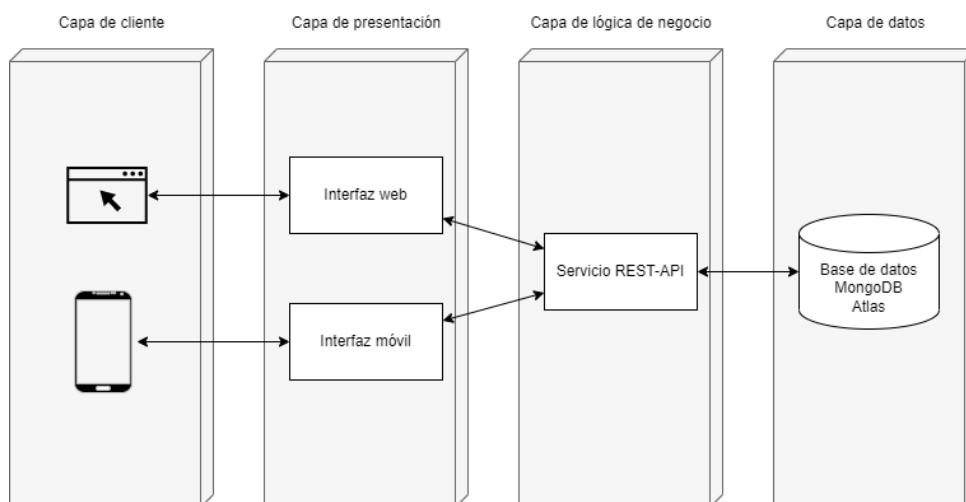 Capa de cliente
Capa de presentación
Capa de lógica de negocio
Capa de datos
Interfaz web
Interfaz móvil
Servicio REST-API
Base de datos
MongoDB
Atlas